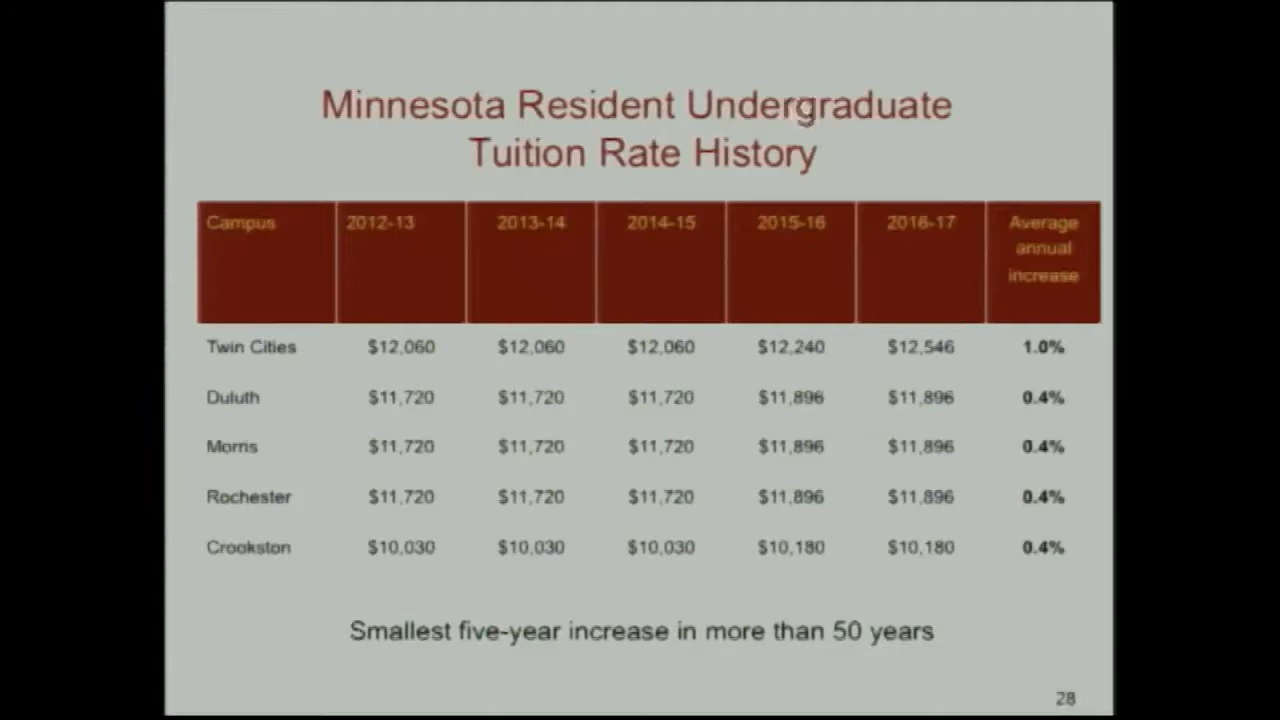 Minnesota Resident Undergraduate
Tuition Rate History
Campus 2012-13 2013-14 2014-15 2015-16 2016-17 Average annual increase
Twin Cities $12,060 $12,060 $12,060 $12,240 $12,546 1.0%
Duluth $11,720 $11,720 $11,720 $11,896 $11,896 0.4%
Morris $11,720 $11,720 $11,720 $11,896 $11,896 0.4%
Rochester $11,720 $11,720 $11,720 $11,896 $11,896 0.4%
Crookston $10,030 $10,030 $10,030 $10,180 $10,180 0.4%
Smallest five-year increase in more than 50 years
28